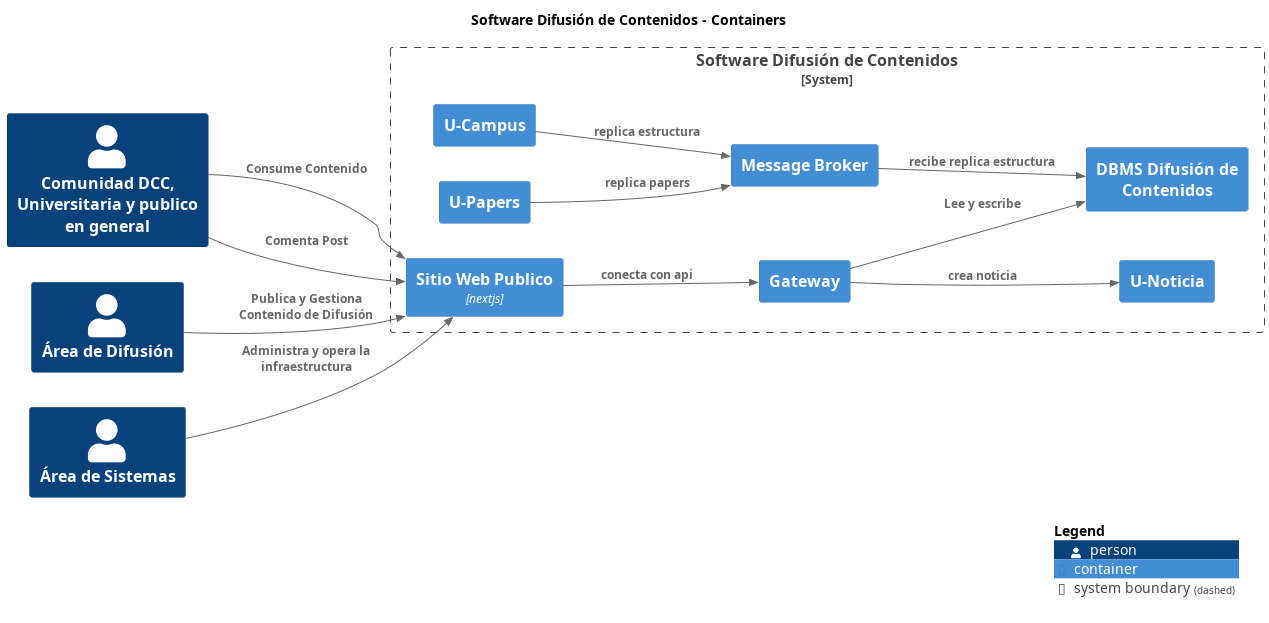 Software Difusión de Contenidos - Containers
Software Difusión de Contenidos
[System]
U-Campus
replica estructura
Message Broker
recibe replica estructura
DBMS Difusión de
Contenidos
U-Papers
replica papers
Lee y escribe
Comunidad DCC,
Universitaria y publico
en general
Consume Contenido
Comenta Post
Sitio Web Publico
[nextjs]
conecta con api
Gateway
crea noticia
U-Noticia
Publica y Gestiona
Contenido de Difusión
Área de Difusión
Administra y opera la
infraestructura
Área de Sistemas
Legend
person
container
system boundary (dashed)